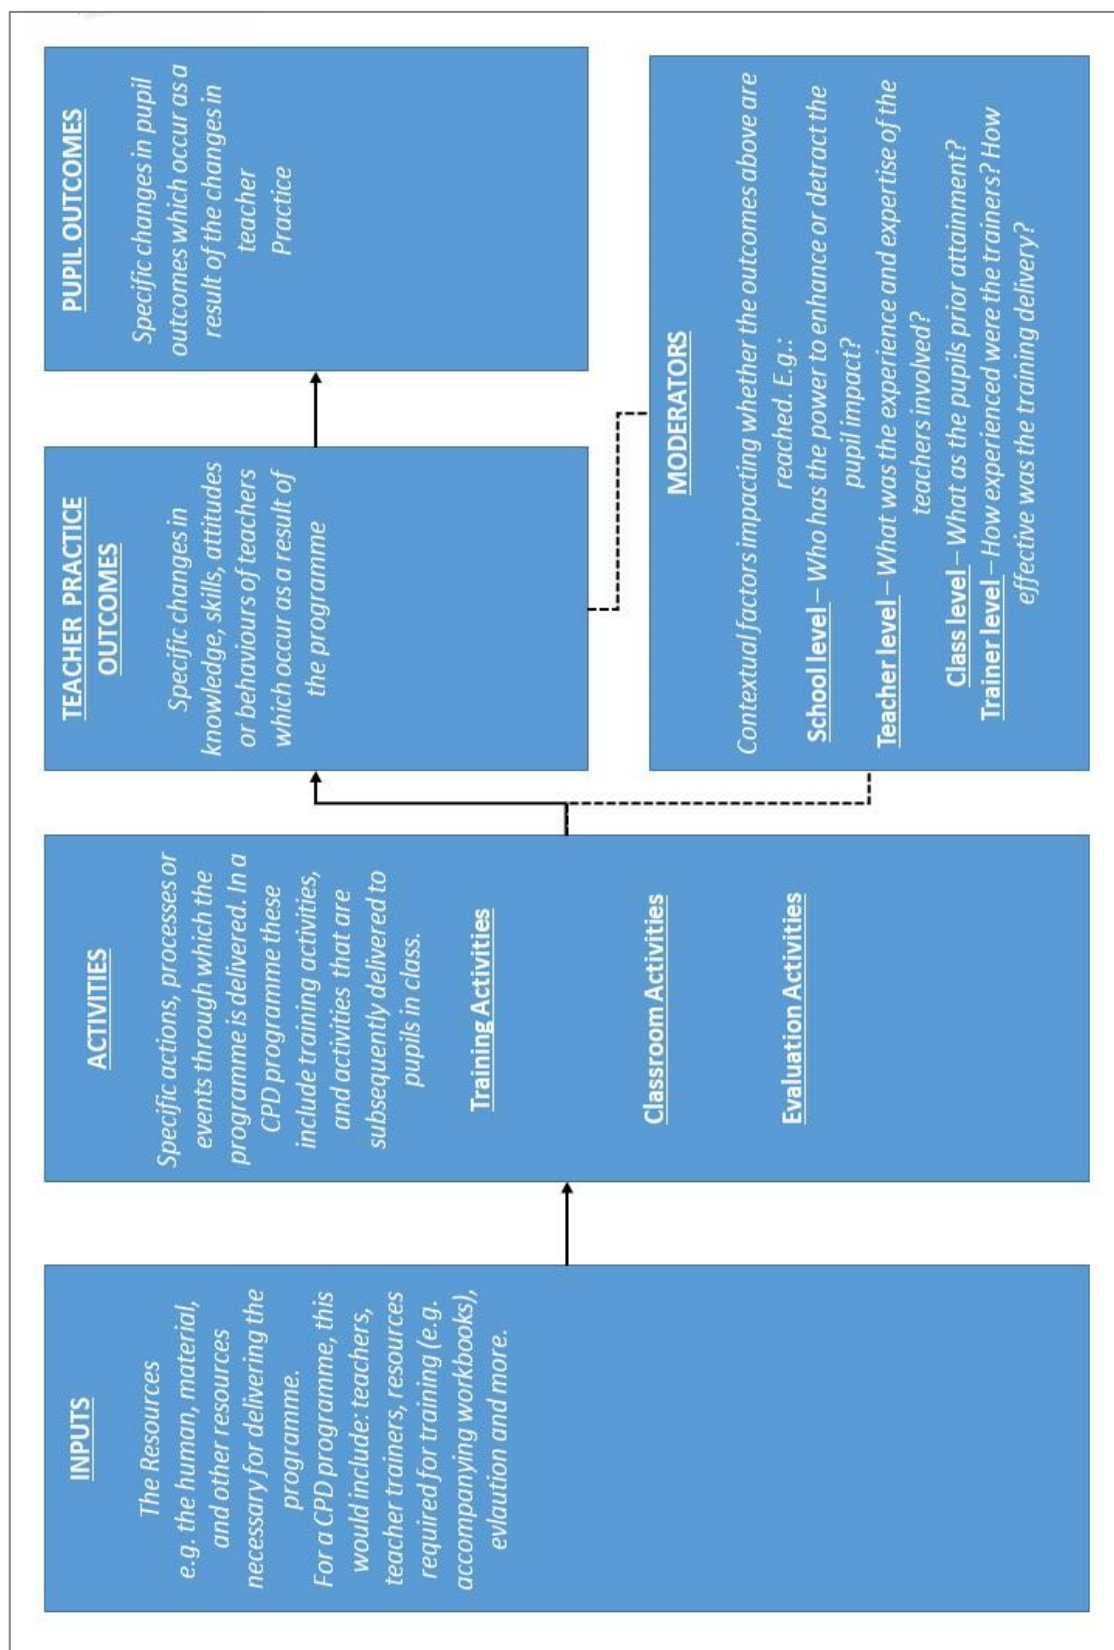 INPUTS
The Resources
e.g. the human, material,
and other resources
necessary for delivering the
programme.
For a CPD programme, this
would include: teachers,
teacher trainers, resources
required for training (e.g.
accompanying workbooks),
evlaution and more.
ACTIVITIES
Specific actions, processes or
events through which the
programme is delivered. In a
CPD programme these
include training activities,
and activities that are
subsequently delivered to
pupils in class.
Training Activities
Classroom Activities
Evaluation Activities
TEACHER PRACTICE
OUTCOMES
Specific changes in
knowledge, skills, attitudes
or behaviours of teachers
which occur as a result of
the programme
PUPIL OUTCOMES
Specific changes in pupil
outcomes which occur as a
result of the changes in
teacher
Practice
MODERATORS
Contextual factors impacting whether the outcomes above are
reached. E.g.:
School level – Who has the power to enhance or detract the
pupil impact?
Teacher level – What was the experience and expertise of the
teachers involved?
Class level – What as the pupils prior attainment?
Trainer level – How experienced were the trainers? How
effective was the training delivery?